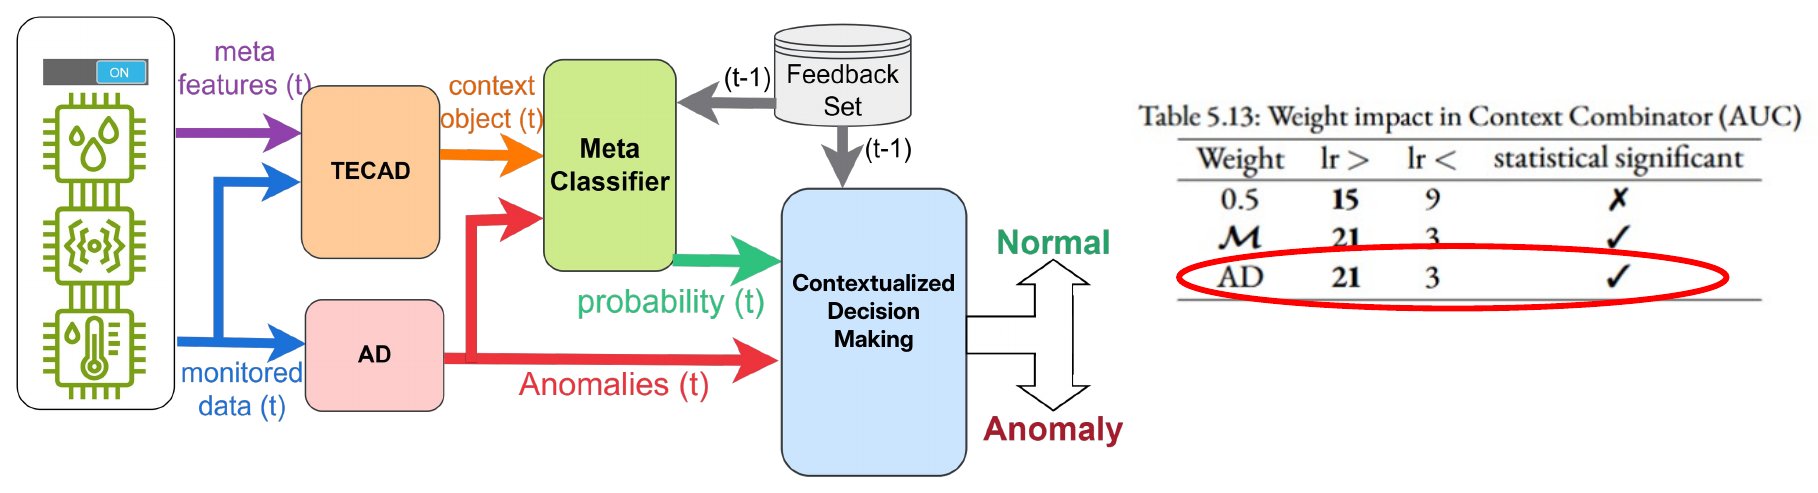 ON
meta
features (t)
context
object (t)
TECAD
Meta
Classifier
(t-1)
Feedback
Set
(t-1)
probability (t)
AD
monitored
data (t)
Anomalies (t)
Contextualized
Decision
Making
Normal
Anomaly
Table 5.13: Weight impact in Context Combinator (AUC)
Weight lr > lr < statistical significant
0.5 15 9 ✗
𝓜 21 3 ✓
AD 21 3 ✓